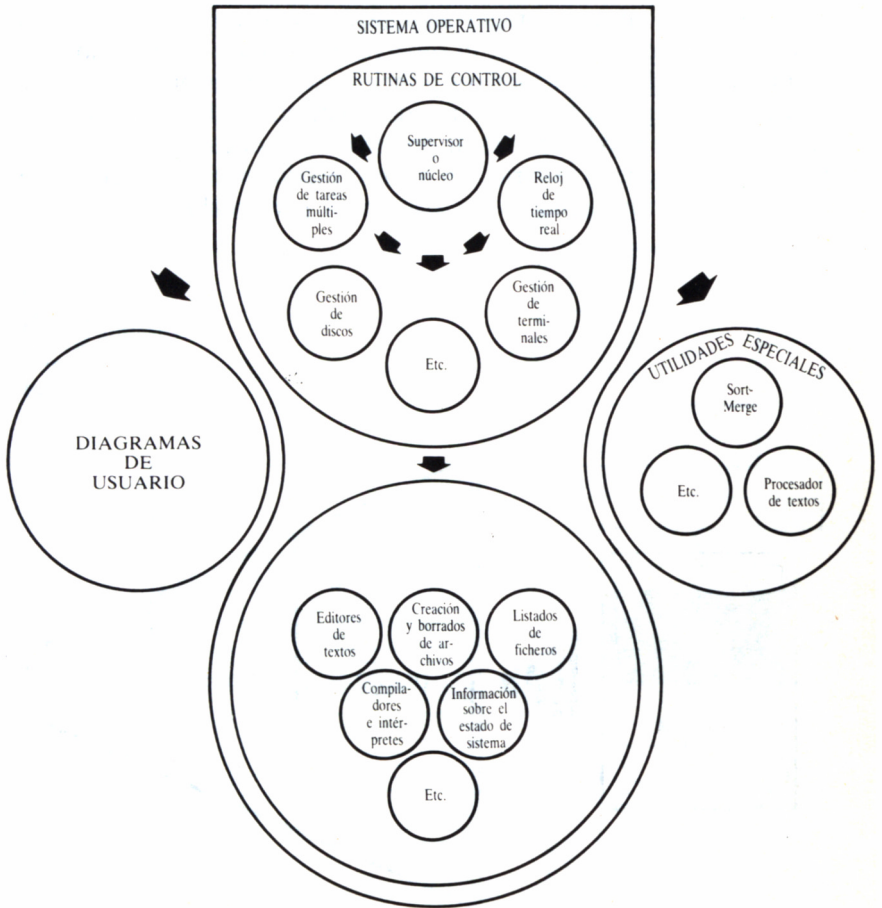 SISTEMA OPERATIVO
RUTINAS DE CONTROL
Supervisor
o
núcleo
Gestión
de tareas
múlti-
ples
Reloj
de
tiempo
real
Gestión
de
discos
Gestión
de
termi-
nales
Etc.
DIAGRAMAS
DE
USUARIO
UTILIDADES ESPECIALES
Sort-
Merge
Etc.
Procesador
de textos
Editores
de
textos
Creación
y borrados
de ar-
chivos
Listados
de
ficheros
Compila-
dores
e intér-
pretes
Información
sobre el
estado de
sistema
Etc.